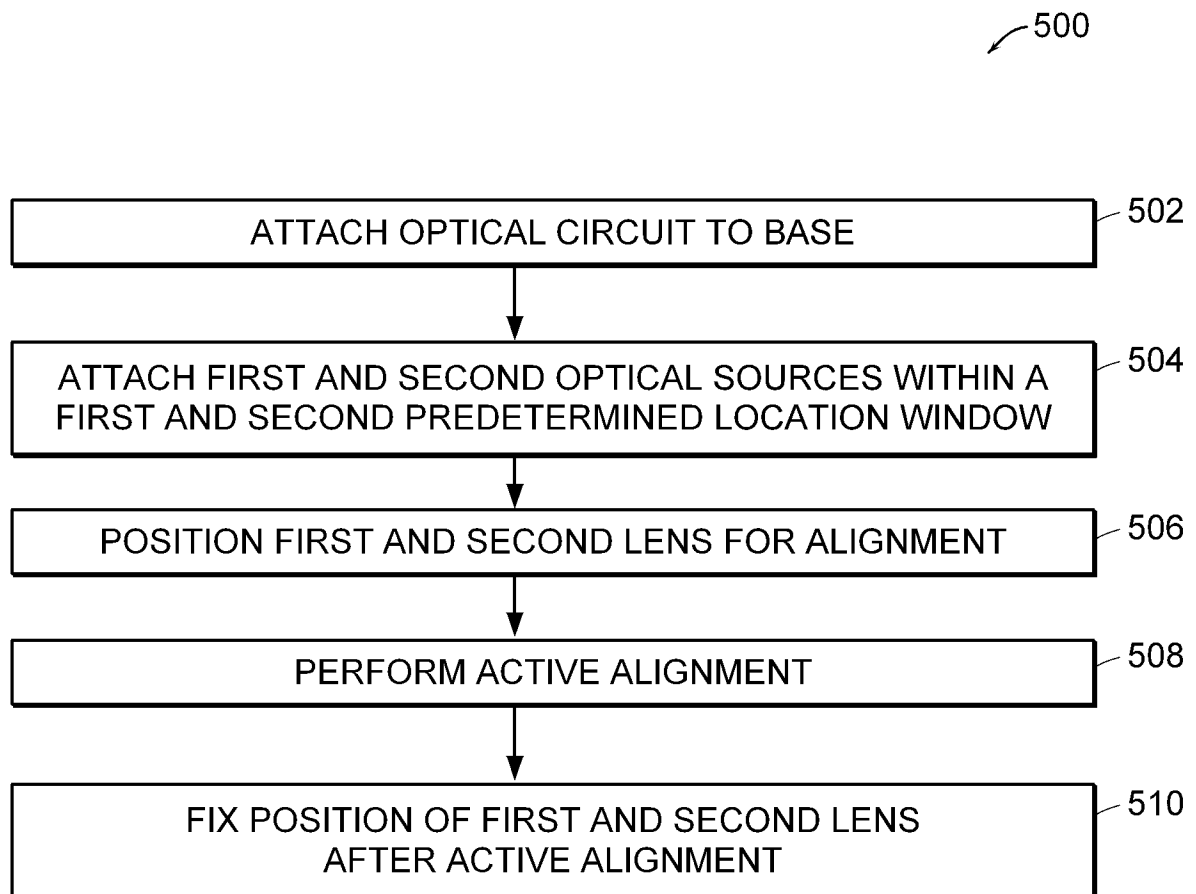 500
ATTACH OPTICAL CIRCUIT TO BASE
502
ATTACH FIRST AND SECOND OPTICAL SOURCES WITHIN A
FIRST AND SECOND PREDETERMINED LOCATION WINDOW
504
POSITION FIRST AND SECOND LENS FOR ALIGNMENT
506
PERFORM ACTIVE ALIGNMENT
508
FIX POSITION OF FIRST AND SECOND LENS
AFTER ACTIVE ALIGNMENT
510